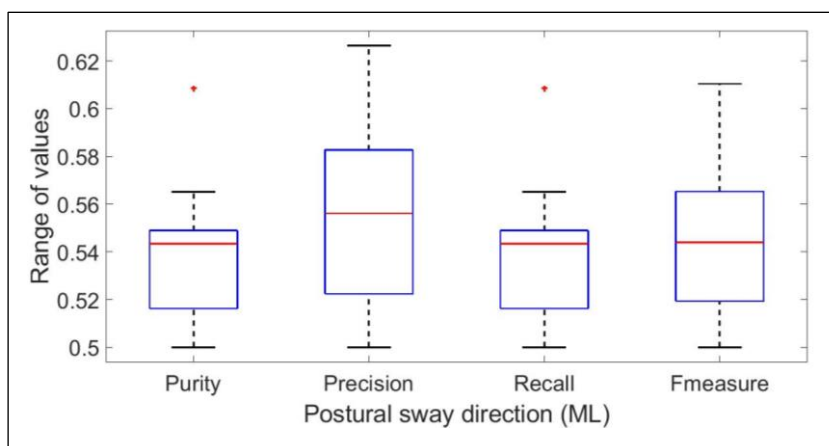 0.62
0.6
0.58
0.56
0.54
0.52
0.5
Range of values
Purity Precision Recall Fmeasure
Postural sway direction (ML)